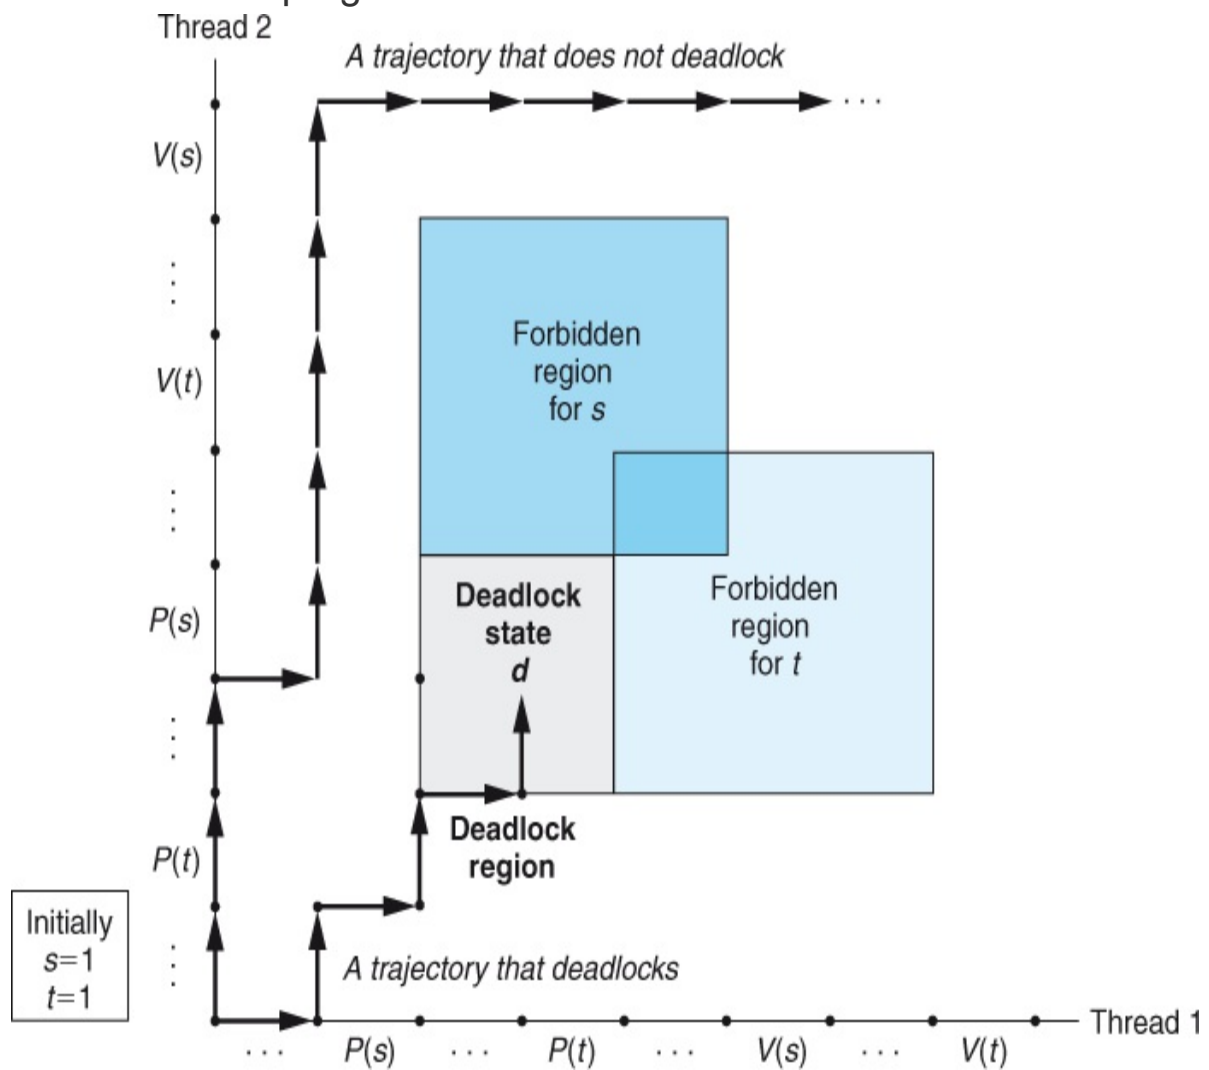 Thread 2
A trajectory that does not deadlock
. . .
V(s)
. . .
Forbidden
region
for s
V(t)
. . .
Deadlock
state
d
Forbidden
region
for t
P(s)
. . .
Deadlock
region
P(t)
Initially
s=1
t=1
. . .
A trajectory that deadlocks
Thread 1
. . . P(s) . . . P(t) . . . V(s) . . . V(t)